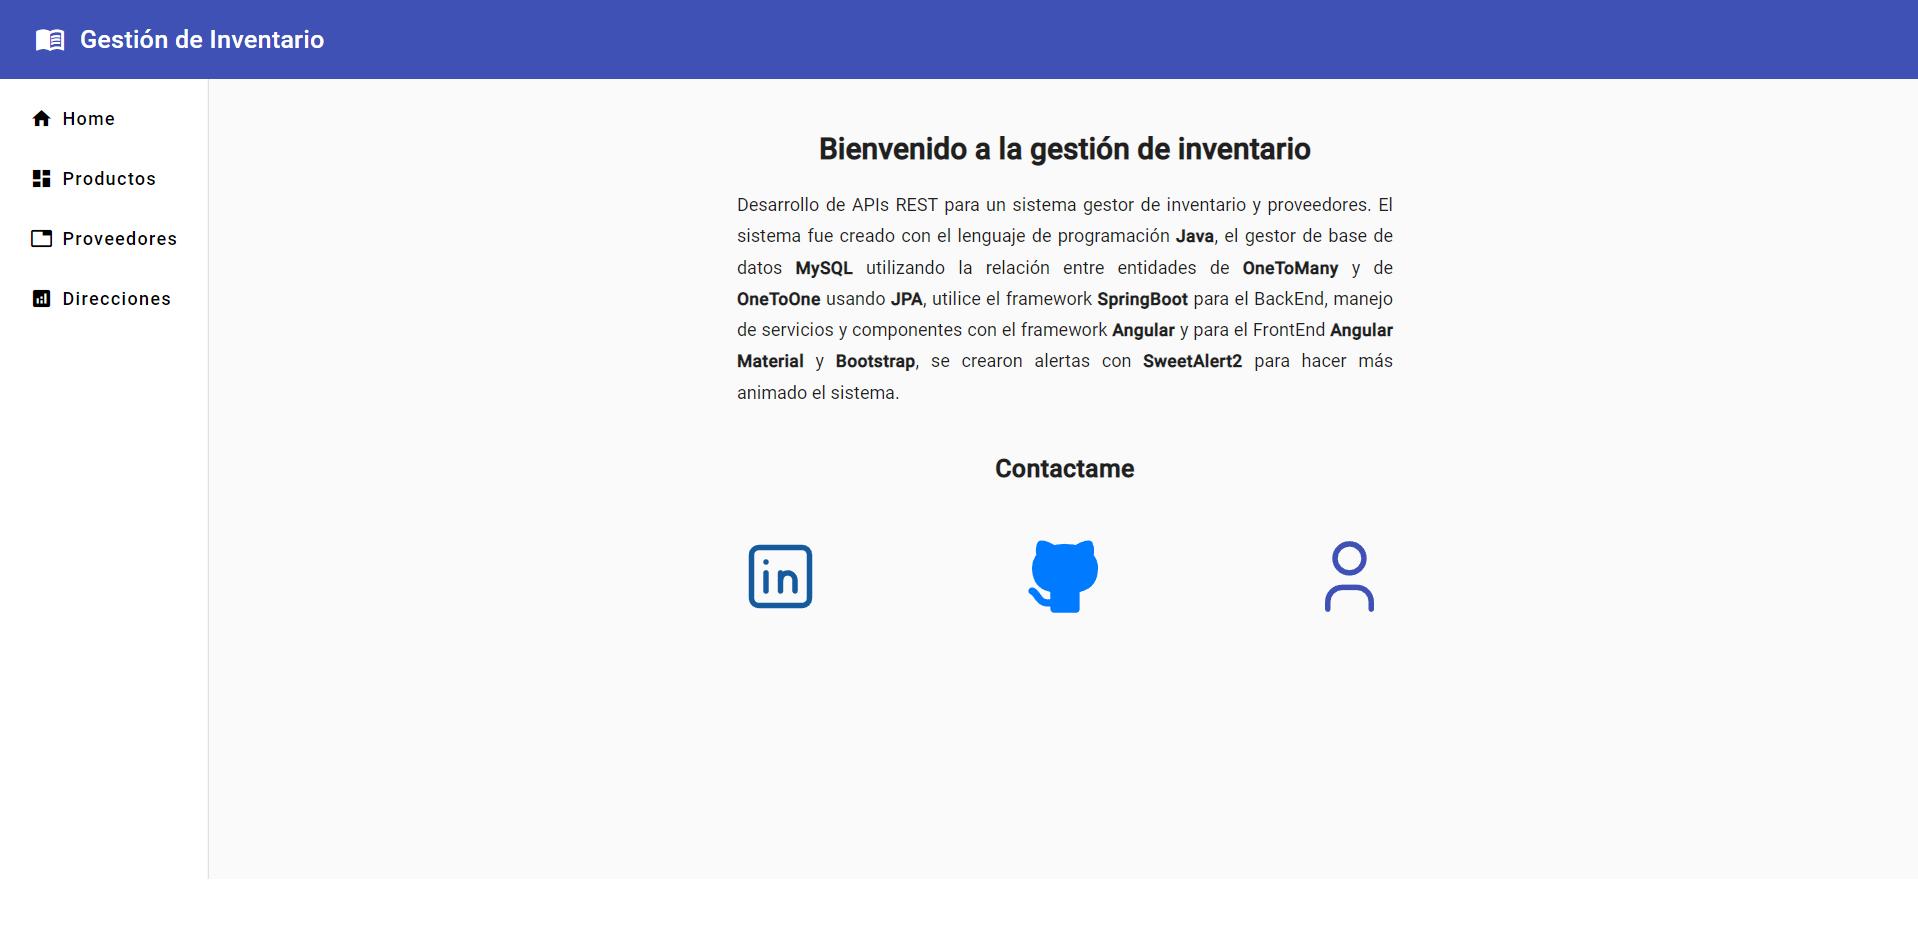 Gestión de Inventario
Home
Productos
Proveedores
Direcciones
Bienvenido a la gestión de inventario
Desarrollo de APIs REST para un sistema gestor de inventario y proveedores. El
sistema fue creado con el lenguaje de programación Java, el gestor de base de
datos MySQL utilizando la relación entre entidades de OneToMany y de
OneToOne usando JPA, utilice el framework SpringBoot para el BackEnd, manejo
de servicios y componentes con el framework Angular y para el FrontEnd Angular
Material y Bootstrap, se crearon alertas con SweetAlert2 para hacer más
animado el sistema.
Contactame
in